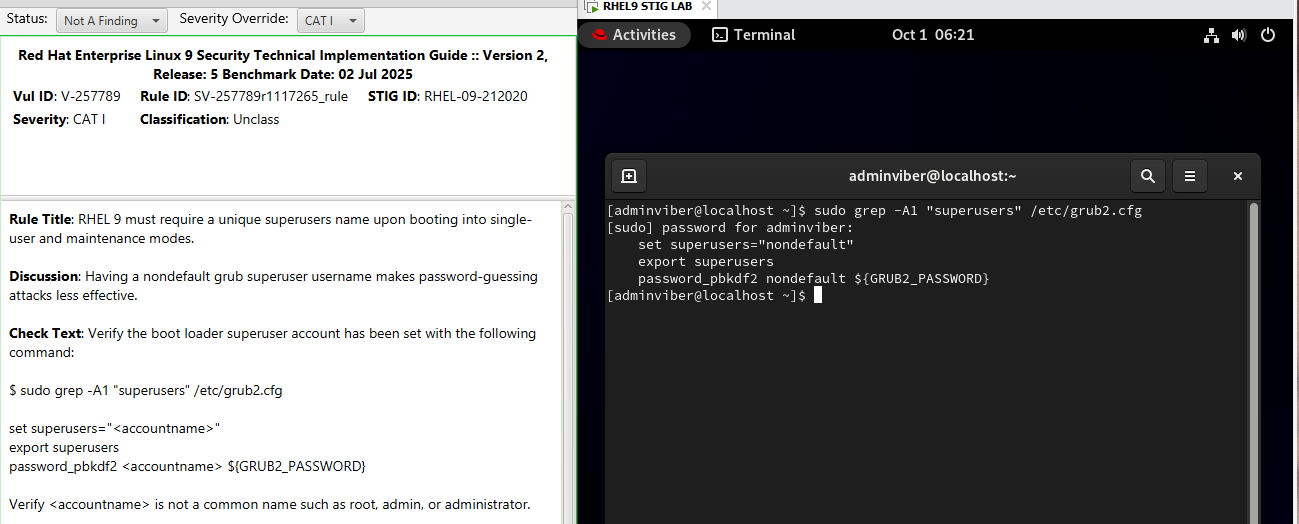 Status: Not A Finding Severity Override: CAT I
Red Hat Enterprise Linux 9 Security Technical Implementation Guide :: Version 2,
Release: 5 Benchmark Date: 02 Jul 2025
Vul ID: V-257789 Rule ID: SV-257789r1117265_rule STIG ID: RHEL-09-212020
Severity: CAT I Classification: Unclass
Rule Title: RHEL 9 must require a unique superusers name upon booting into single-
user and maintenance modes.
Discussion: Having a nondefault grub superuser username makes password-guessing
attacks less effective.
Check Text: Verify the boot loader superuser account has been set with the following
command:
$ sudo grep -A1 "superusers" /etc/grub2.cfg
set superusers="<accountname>"
export superusers
password_pbkdf2 <accountname> ${GRUB2_PASSWORD}
Verify <accountname> is not a common name such as root, admin, or administrator.
RHEL9 STIG LAB
Activities Terminal Oct 1 06:21
adminviber@localhost:~
[adminviber@localhost ~]$ sudo grep -A1 "superusers" /etc/grub2.cfg
[sudo] password for adminviber:
set superusers="nondefault"
export superusers
password_pbkdf2 nondefault ${GRUB2_PASSWORD}
[adminviber@localhost ~]$